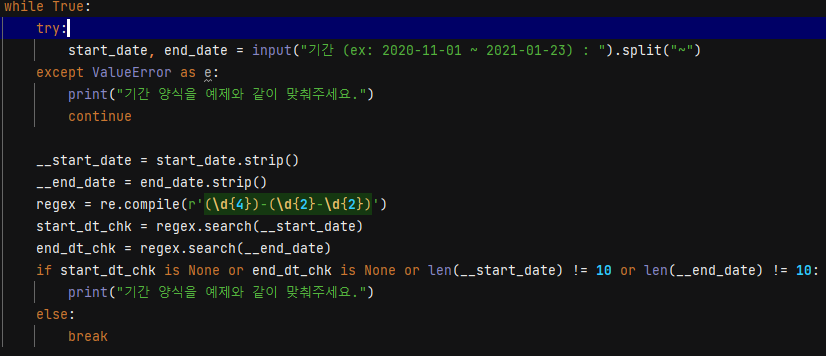 while True:
    try:
        start_date, end_date = input("기간 (ex: 2020-11-01 ~ 2021-01-23) : ").split("~")
    except ValueError as e:
        print("기간 양식을 예제와 같이 맞춰주세요.")
        continue

    __start_date = start_date.strip()
    __end_date = end_date.strip()
    regex = re.compile(r'(\d{4})-(\d{2}-\d{2})')
    start_dt_chk = regex.search(__start_date)
    end_dt_chk = regex.search(__end_date)
    if start_dt_chk is None or end_dt_chk is None or len(__start_date) != 10 or len(__end_date) != 10:
        print("기간 양식을 예제와 같이 맞춰주세요.")
    else:
        break